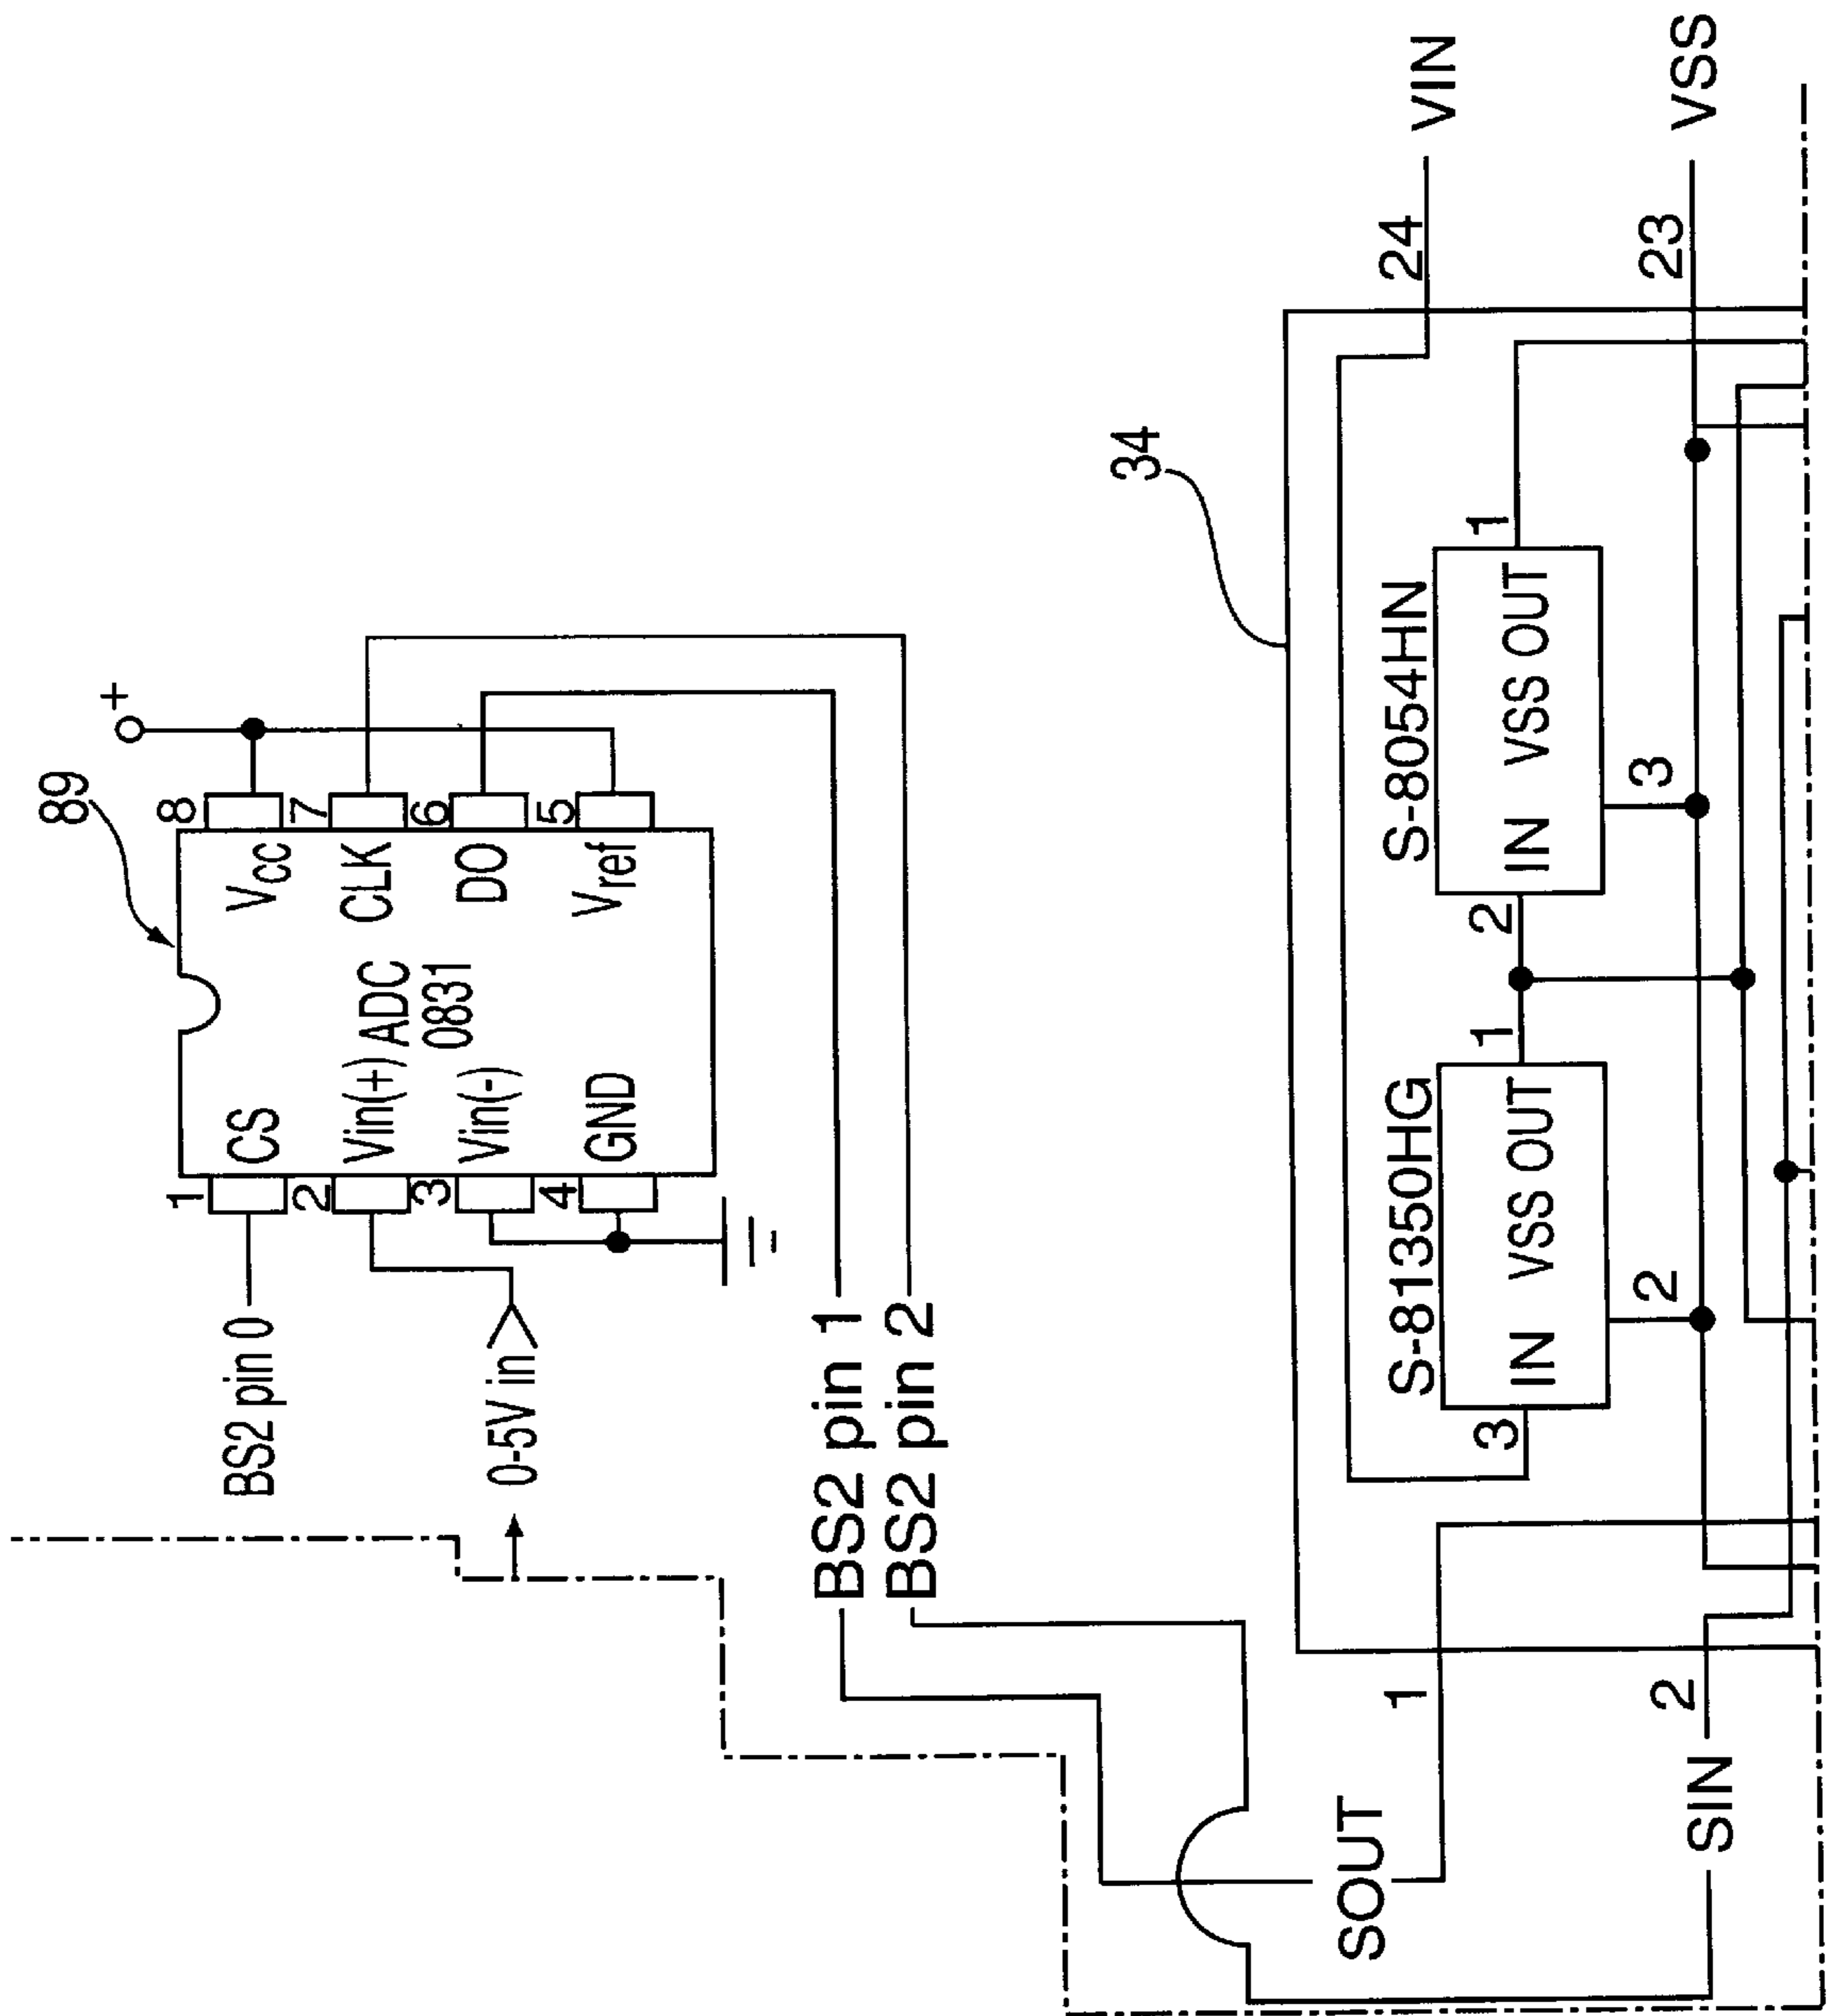 89
+
1
CS
8
Vcc
2
Vin(+)
7
CLK
ADC
0831
3
Vin(-)
6
DO
4
GND
5
Vref
BS2 pin 0
0-5V in
BS2 pin 1
BS2 pin 2
34
SOUT
1
SIN
2
S-81350HG
3
IN VSS OUT
1
2
S-8054HN
2
IN VSS OUT
1
3
24
VIN
23
VSS